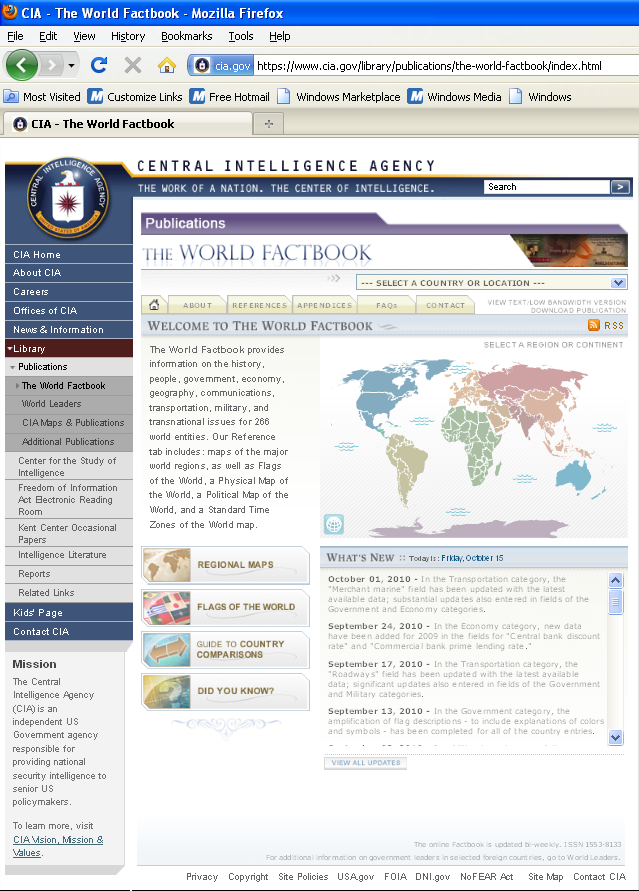 CIA - The World Factbook - Mozilla Firefox
File Edit View History Bookmarks Tools Help
cia.gov https://www.cia.gov/library/publications/the-world-factbook/index.html
Most Visited Customize Links Free Hotmail Windows Marketplace Windows Media Windows
CIA - The World Factbook
CENTRAL INTELLIGENCE AGENCY
UNITED STATES OF AMERICA
CENTRAL INTELLIGENCE AGENCY
THE WORK OF A NATION. THE CENTER OF INTELLIGENCE.
Search >
CIA Home
About CIA
Careers
Offices of CIA
News & Information
Library
Publications
The World Factbook
World Leaders
CIA Maps & Publications
Additional Publications
Center for the Study of
Intelligence
Freedom of Information
Act Electronic Reading
Room
Kent Center Occasional
Papers
Intelligence Literature
Reports
Related Links
Kids' Page
Contact CIA
Mission
The Central
Intelligence Agency
(CIA) is an
independent US
Government agency
responsible for
providing national
security intelligence to
senior US
policymakers.
To learn more, visit
CIA Vision, Mission &
Values.
Publications
THE WORLD FACTBOOK
--- SELECT A COUNTRY OR LOCATION ---
ABOUT REFERENCES APPENDICES FAQs CONTACT
VIEW TEXT/LOW BANDWIDTH VERSION
DOWNLOAD PUBLICATION
WELCOME TO THE WORLD FACTBOOK
RSS
The World Factbook provides
information on the history,
people, government, economy,
geography, communications,
transportation, military, and
transnational issues for 266
world entities. Our Reference
tab includes: maps of the major
world regions, as well as Flags
of the World, a Physical Map of
the World, a Political Map of the
World, and a Standard Time
Zones of the World map.
SELECT A REGION OR CONTINENT
REGIONAL MAPS
FLAGS OF THE WORLD
GUIDE TO COUNTRY
COMPARISONS
DID YOU KNOW?
WHAT'S NEW :: Today is: Friday, October 15
October 01, 2010 - In the Transportation category, the
"Merchant marine" field has been updated with the latest
available data; substantial updates also entered in fields of the
Government and Economy categories.
September 24, 2010 - In the Economy category, new data
have been added for 2009 in the fields for "Central bank discount
rate" and "Commercial bank prime lending rate."
September 17, 2010 - In the Transportation category, the
"Roadways" field has been updated with the latest available
data; significant updates also entered in fields of the Government
and Military categories.
September 13, 2010 - In the Government category, the
amplification of flag descriptions - to include explanations of colors
and symbols - has been completed for all of the country entries.
VIEW ALL UPDATES
The online Factbook is updated bi-weekly. ISSN 1553-8133
For additional information on government leaders in selected foreign countries, go to World Leaders.
Privacy Copyright Site Policies USA.gov FOIA DNI.gov NoFEAR Act Site Map Contact CIA